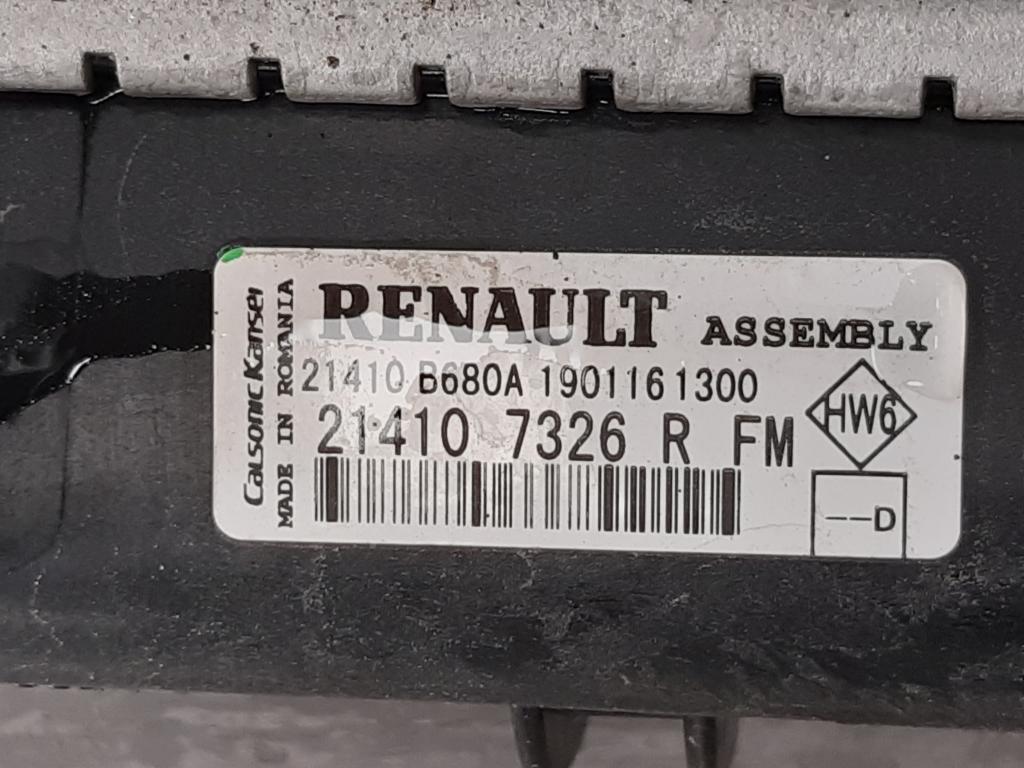 Calsonic Kansei
MADE IN ROMANIA
RENAULT ASSEMBLY
21410 B680A 1901161300
21410 7326 R FM
HW6
--D